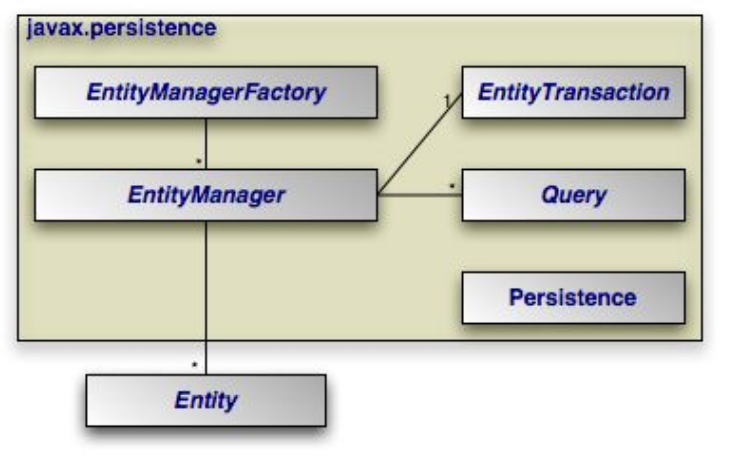 javax.persistence
EntityManagerFactory
1
EntityTransaction
*
EntityManager
*
Query
Persistence
*
Entity